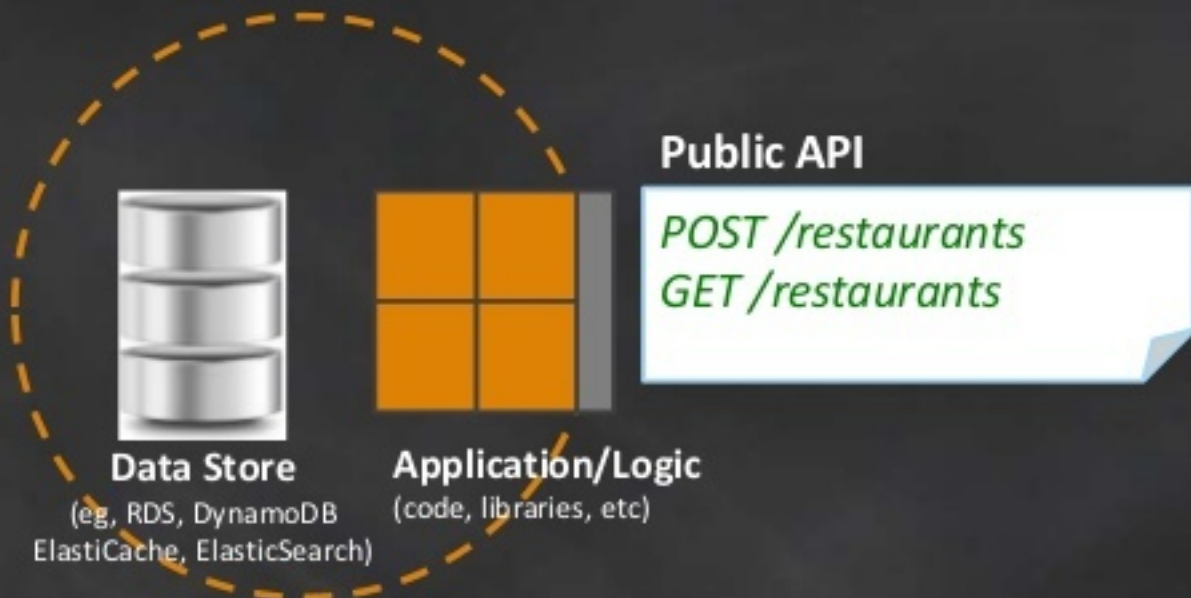 Public API
POST /restaurants
GET /restaurants
Data Store
(eg, RDS, DynamoDB
ElastiCache, ElasticSearch)
Application/Logic
(code, libraries, etc)